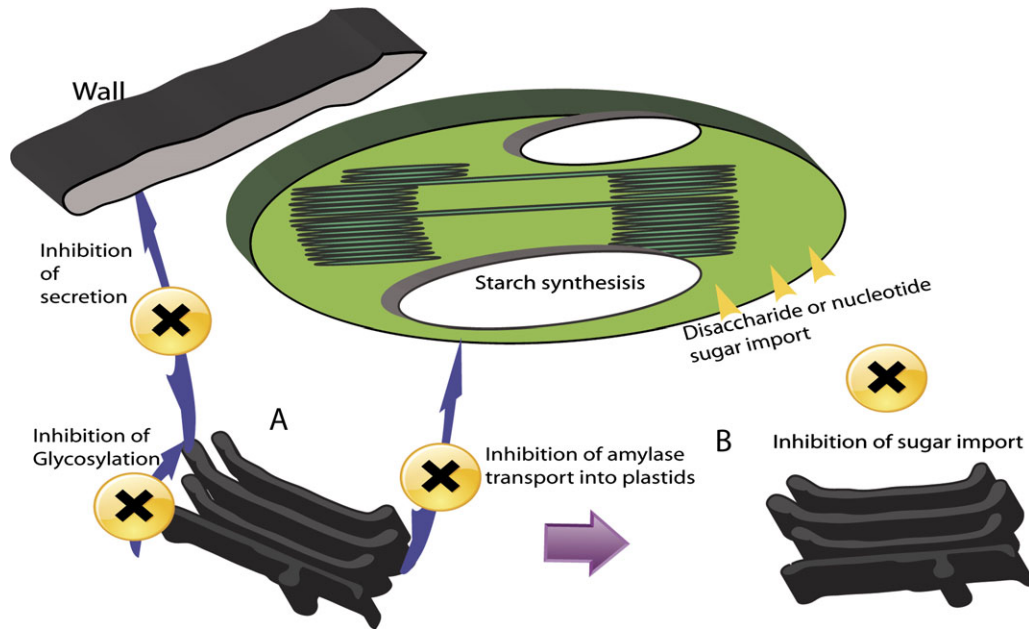 Wall
Inhibition
of
secretion
Starch synthesisis
Disaccharide or nucleotide
sugar import
A
Inhibition of
Glycosylation
Inhibition of amylase
transport into plastids
B
Inhibition of sugar import